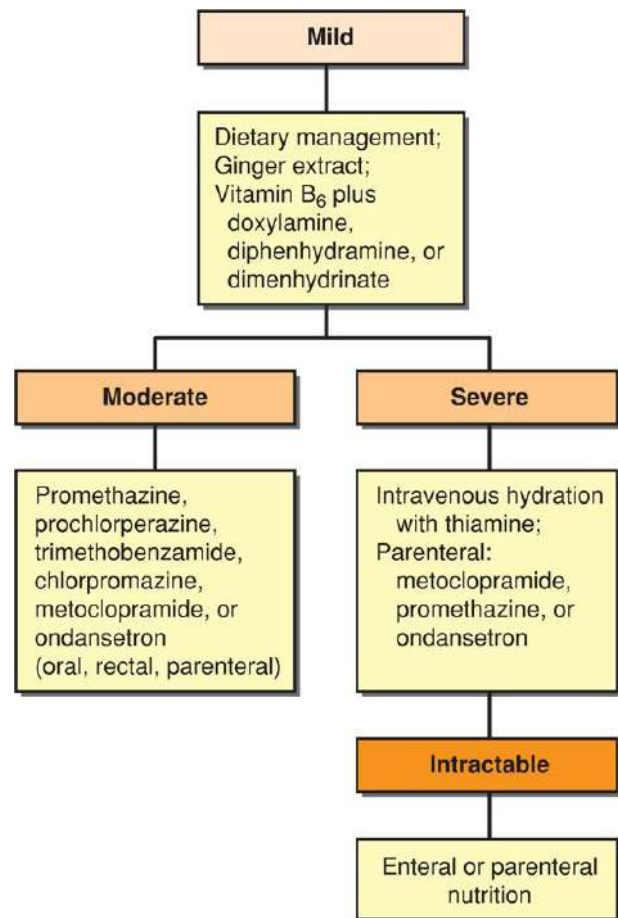 Mild
Dietary management;
Ginger extract;
Vitamin B₆ plus
doxylamine,
diphenhydramine, or
dimenhydrinate
Moderate
Promethazine,
prochlorperazine,
trimethobenzamide,
chlorpromazine,
metoclopramide, or
ondansetron
(oral, rectal, parenteral)
Severe
Intravenous hydration
with thiamine;
Parenteral:
metoclopramide,
promethazine, or
ondansetron
Intractable
Enteral or parenteral
nutrition